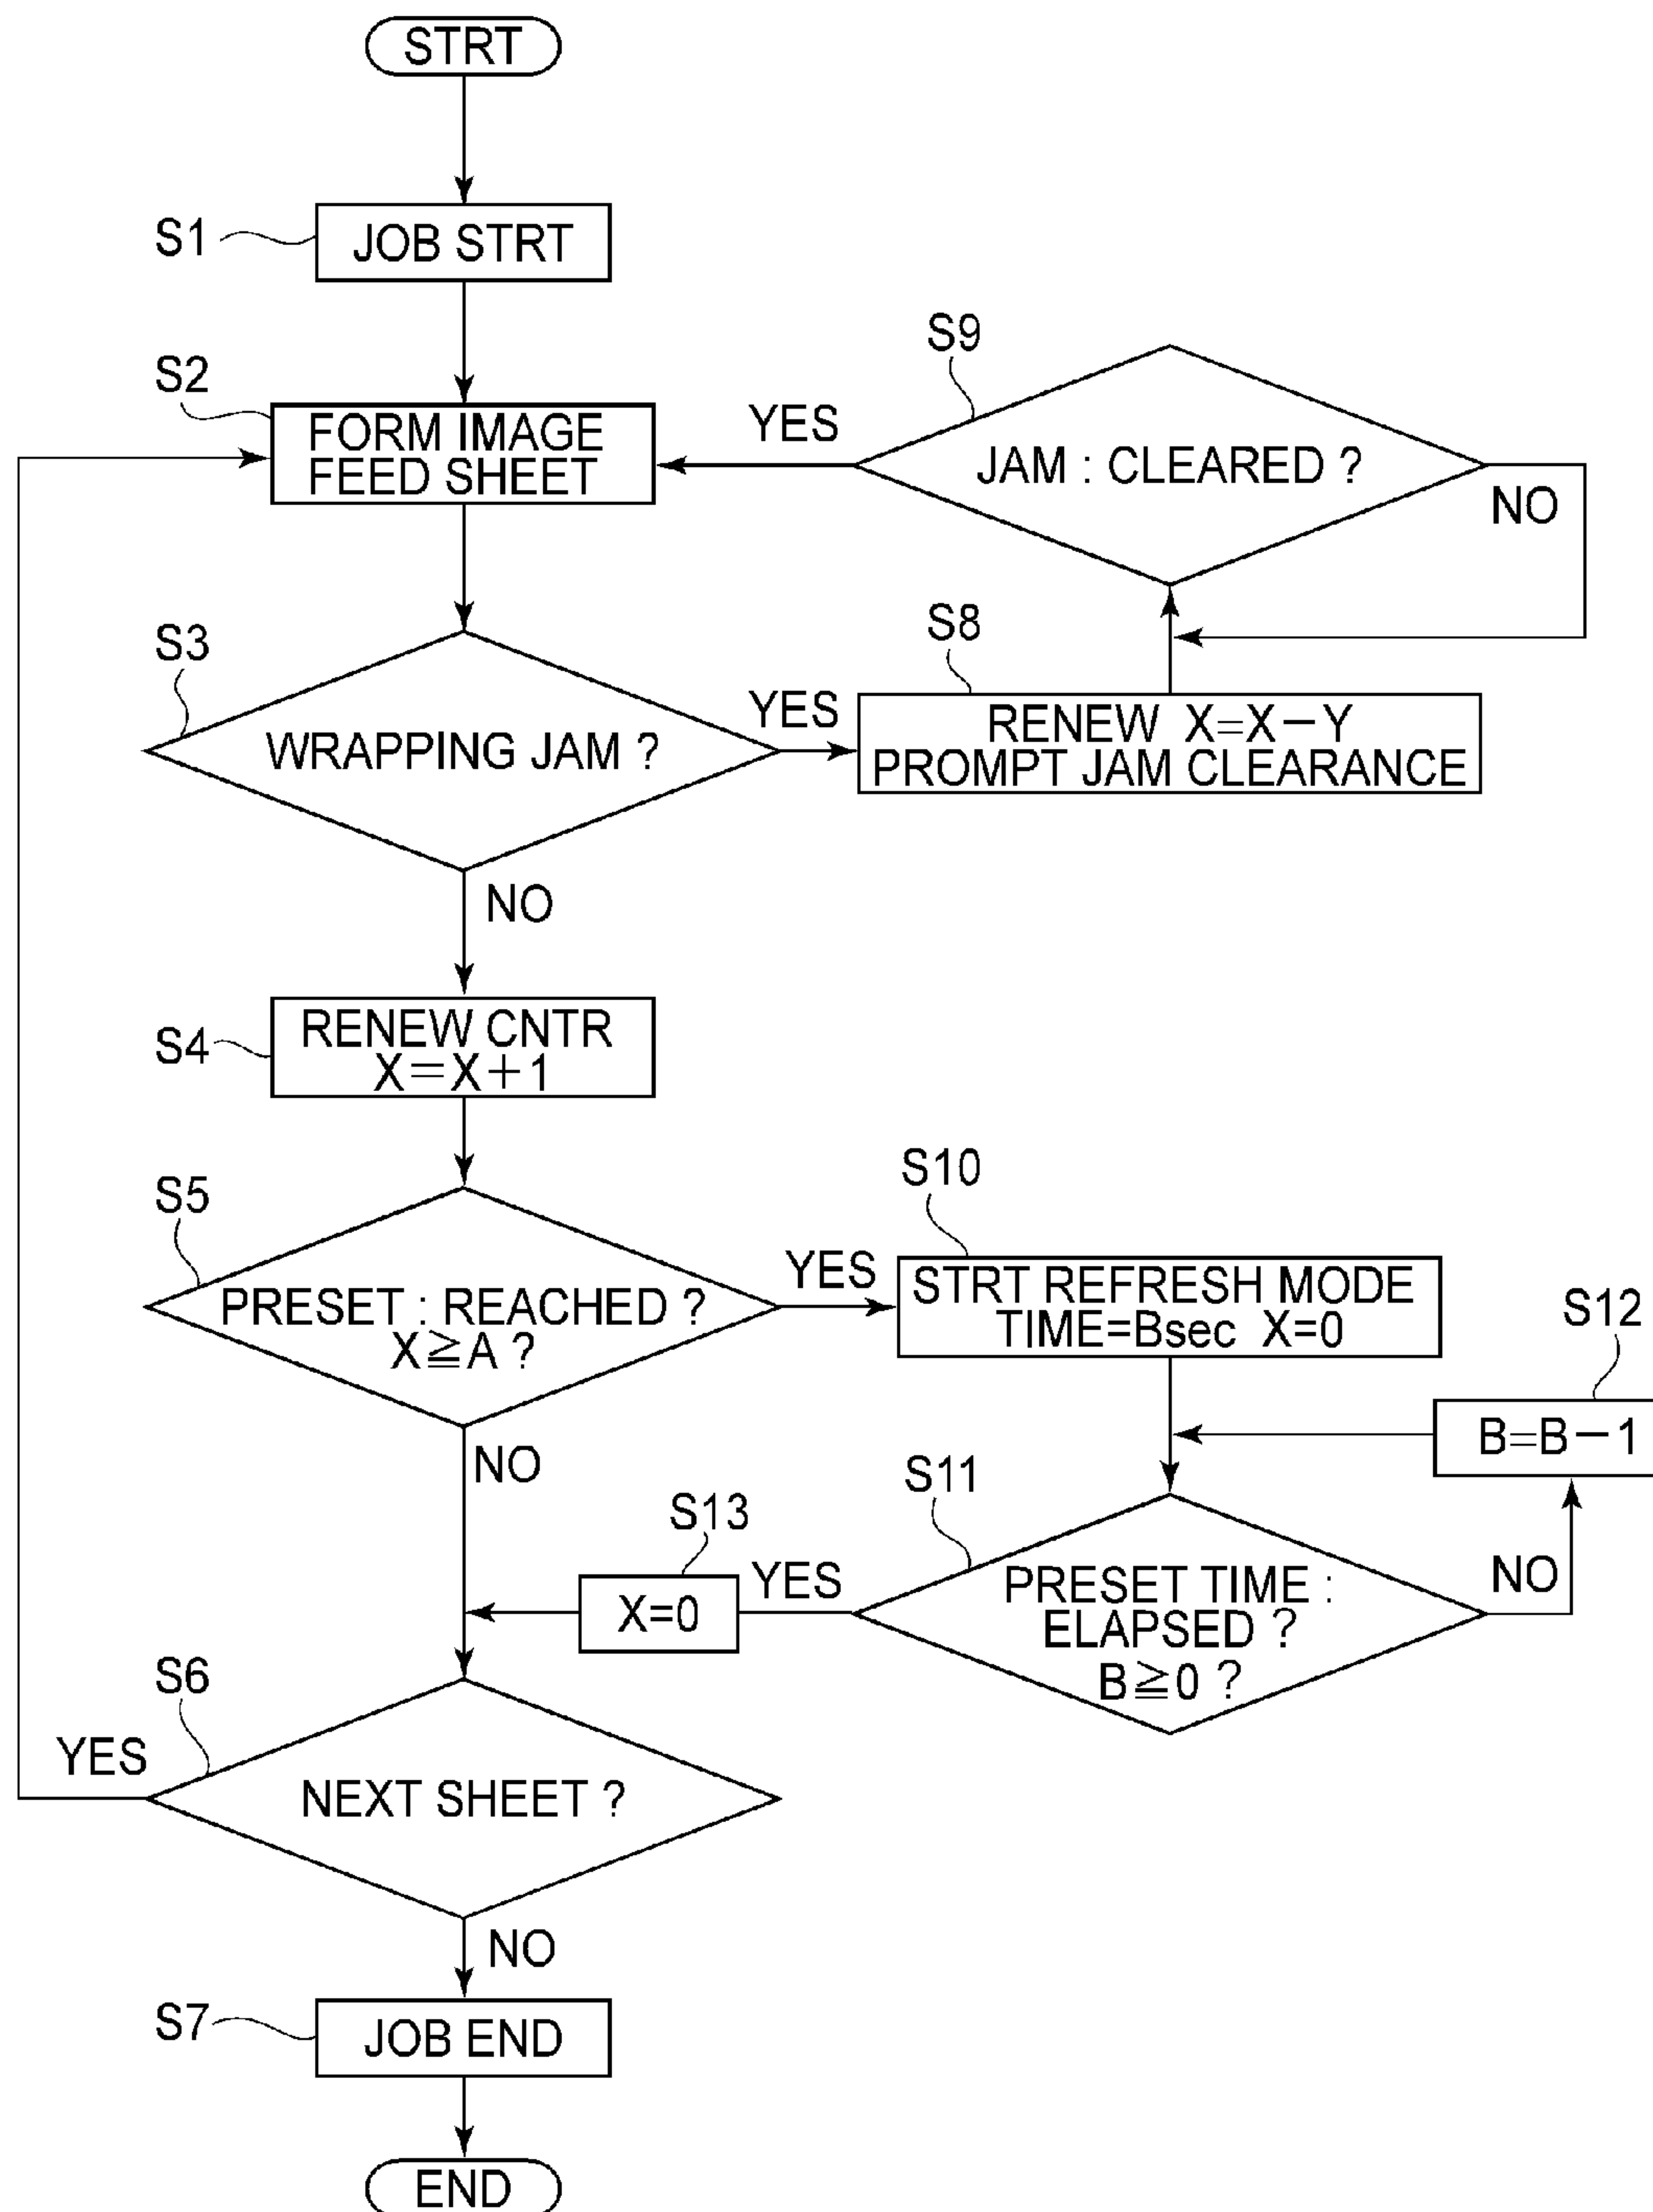 STRT
S1
JOB STRT
S2
FORM IMAGE
FEED SHEET
S9
JAM : CLEARED ?
YES
NO
S3
WRAPPING JAM ?
YES
NO
S8
RENEW X=X−Y
PROMPT JAM CLEARANCE
S4
RENEW CNTR
X=X+1
S5
PRESET : REACHED ?
X≧A ?
YES
NO
S10
STRT REFRESH MODE
TIME=Bsec X=0
S12
B=B−1
S11
PRESET TIME :
ELAPSED ?
B≧0 ?
NO
YES
S13
X=0
S6
NEXT SHEET ?
YES
NO
S7
JOB END
END